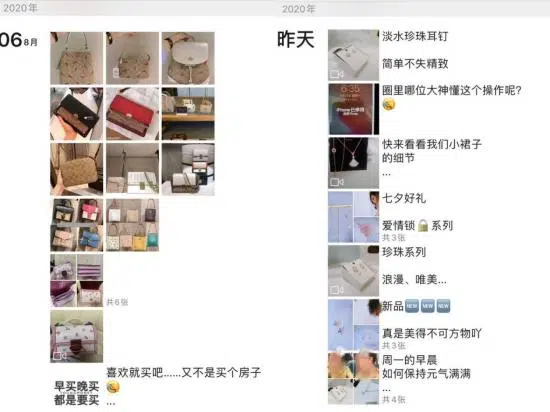 2020年
06 8月
共6张
喜欢就买吧……又不是买个房子
早买晚买
都是要买
...
2020年
昨天
淡水珍珠耳钉
简单不失精致
圈里哪位大神懂这个操作呢?
6:35
快来看看我们小裙子
的细节
...
七夕好礼
爱情锁🔒系列
共3张
珍珠系列
浪漫、唯美...
新品🆕🆕🆕
真是美得不可方物吖
共3张
周一的早晨
如何保持元气满满
...
共4张